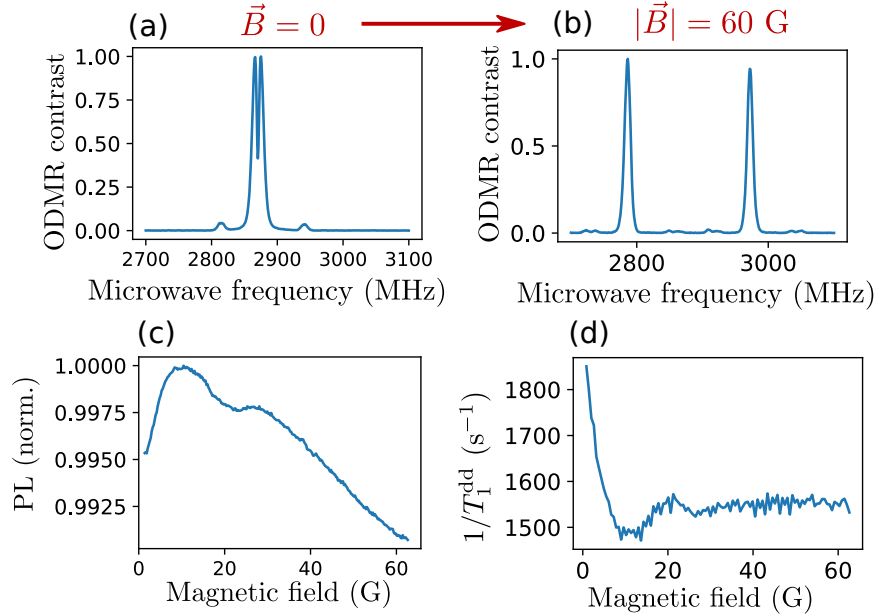 (a)
B⃗ = 0
(b)
|B⃗| = 60 G
ODMR contrast
1.00
0.75
0.50
0.25
0.00
2700
2800
2900
3000
3100
Microwave frequency (MHz)
ODMR contrast
1.0
0.5
0.0
2800
3000
Microwave frequency (MHz)
(c)
PL (norm.)
1.0000
0.9975
0.9950
0.9925
0
20
40
60
Magnetic field (G)
(d)
1/T₁ᵈᵈ (s⁻¹)
1800
1700
1600
1500
0
20
40
60
Magnetic field (G)